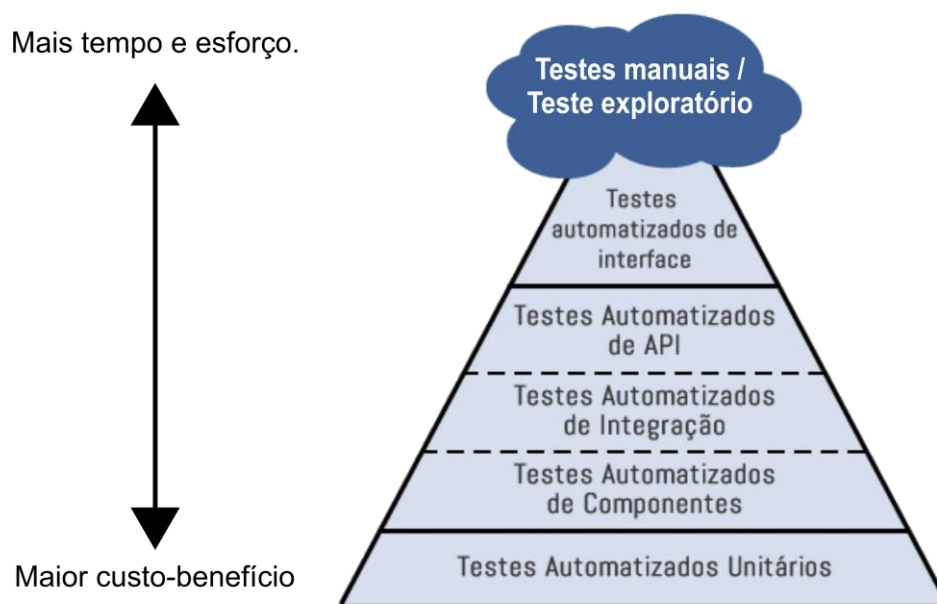 Mais tempo e esforço.
Testes manuais /
Teste exploratório
Testes
automatizados de
interface
Testes Automatizados
de API
Testes Automatizados
de Integração
Testes Automatizados
de Componentes
Testes Automatizados Unitários
Maior custo-benefício